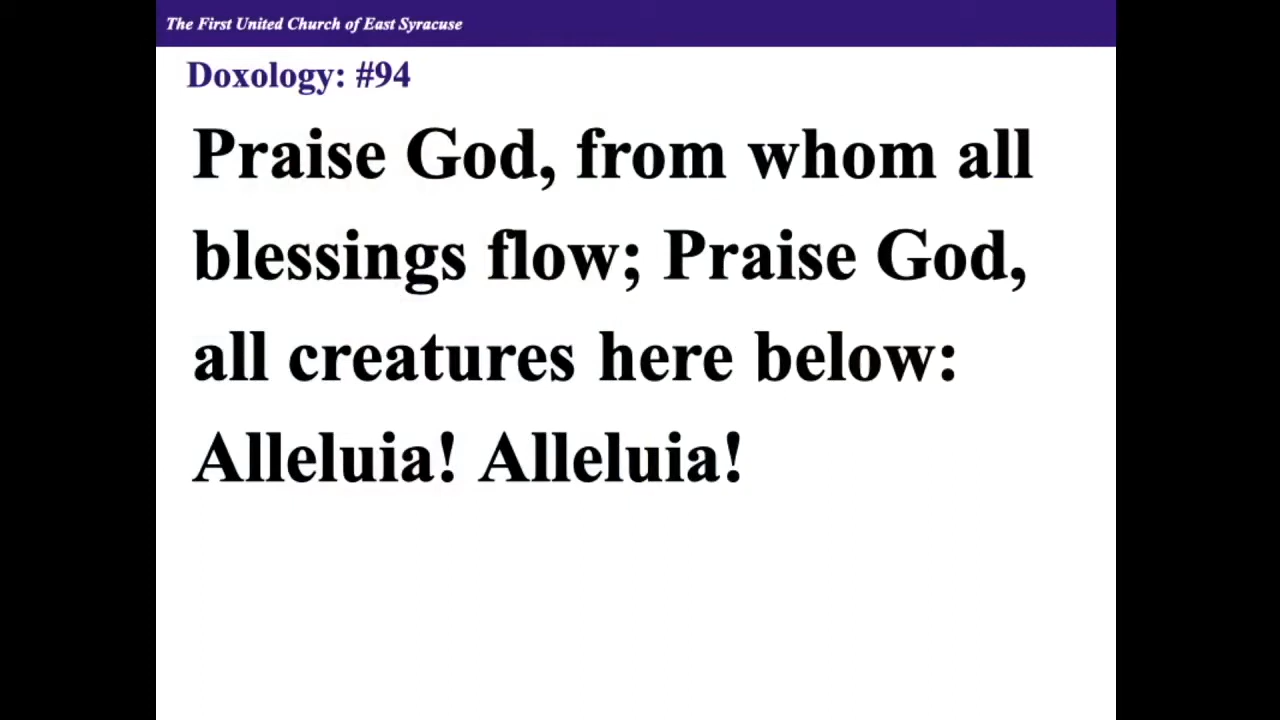 The First United Church of East Syracuse
Doxology: #94
Praise God, from whom all
blessings flow; Praise God,
all creatures here below:
Alleluia! Alleluia!